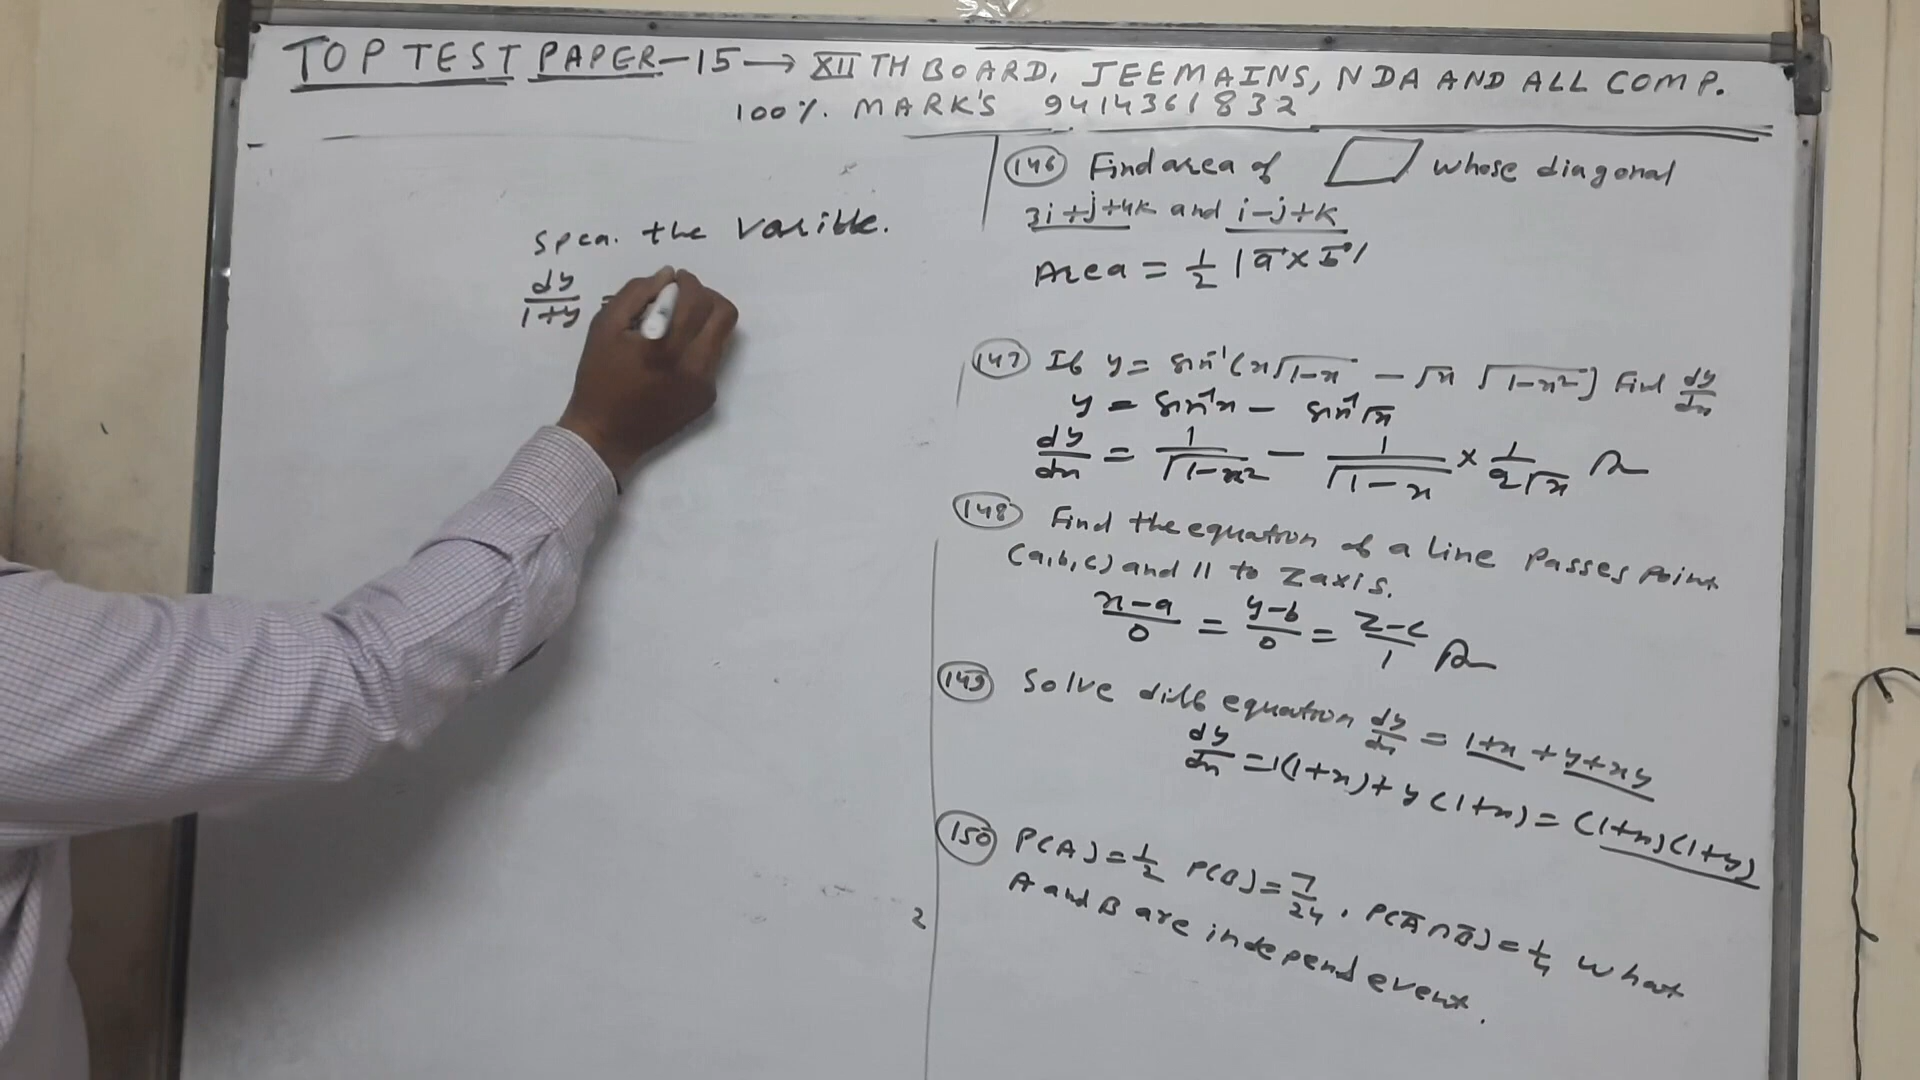 TOP TEST PAPER-15 → XII TH BOARD, JEEMAINS, NDA AND ALL COMP.
100%. MARK'S 9414361832
Spea. the Varible.
dy/1+y =
(146) Find area of ▱ whose diagonal
3i+j+4k and i-j+k
Area = 1/2 |a⃗×b⃗|
(147) If y = sin⁻¹(x√1-x - √x √1-x²) Find dy/dx
y = sin⁻¹x - sin⁻¹√x
dy/dx = 1/√1-x² - 1/√1-x × 1/2√x
(148) Find the equation of a line Passes Point
(a,b,c) and || to Z axis.
x-a/0 = y-b/0 = z-c/1
(149) Solve diff equation dy/dx = 1+x+y+xy
dy/dx = 1(1+x)+y(1+x) = (1+x)(1+y)
(150) P(A)=1/2 P(B)=7/24, P(A̅∩B̅)=1/4 what
A and B are independ event.
2